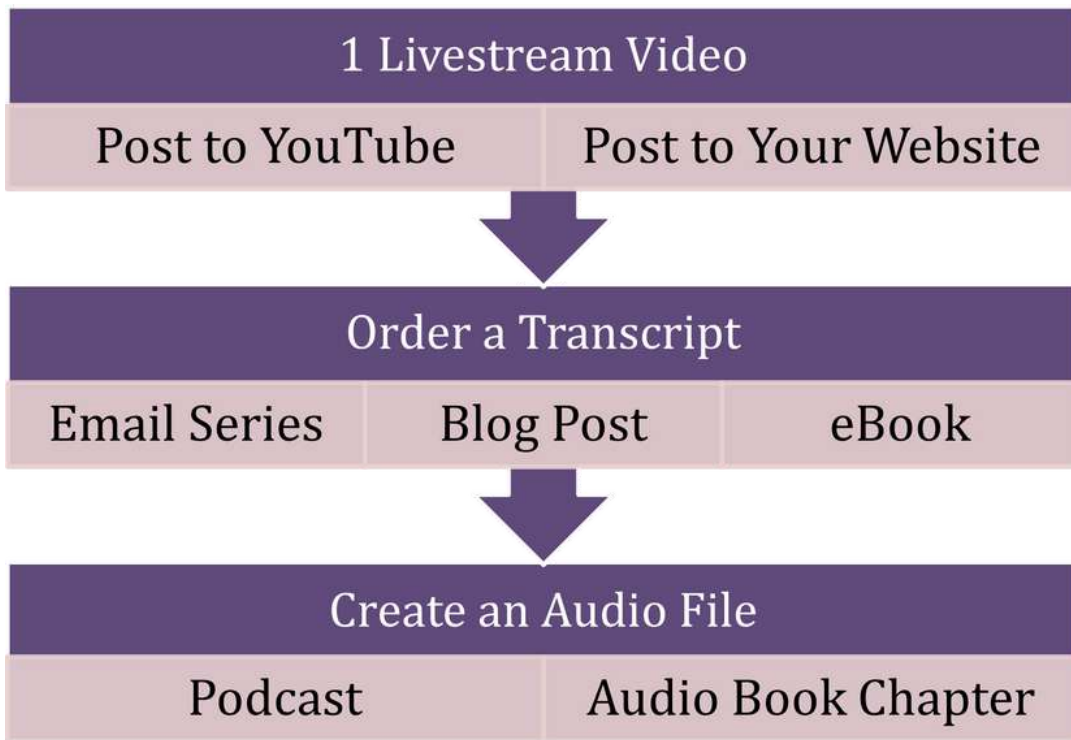 1 Livestream Video
Post to YouTube
Post to Your Website
Order a Transcript
Email Series
Blog Post
eBook
Create an Audio File
Podcast
Audio Book Chapter